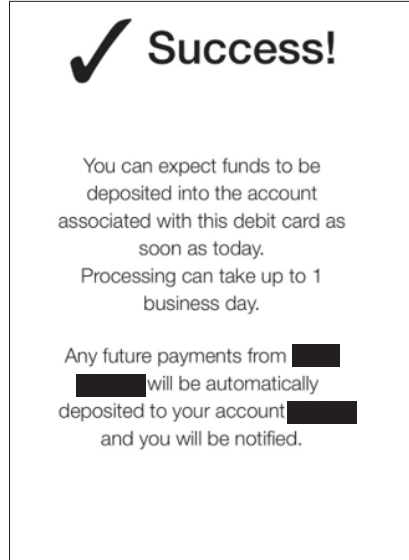 Success!
You can expect funds to be
deposited into the account
associated with this debit card as
soon as today.
Processing can take up to 1
business day.
Any future payments from
will be automatically
deposited to your account
and you will be notified.